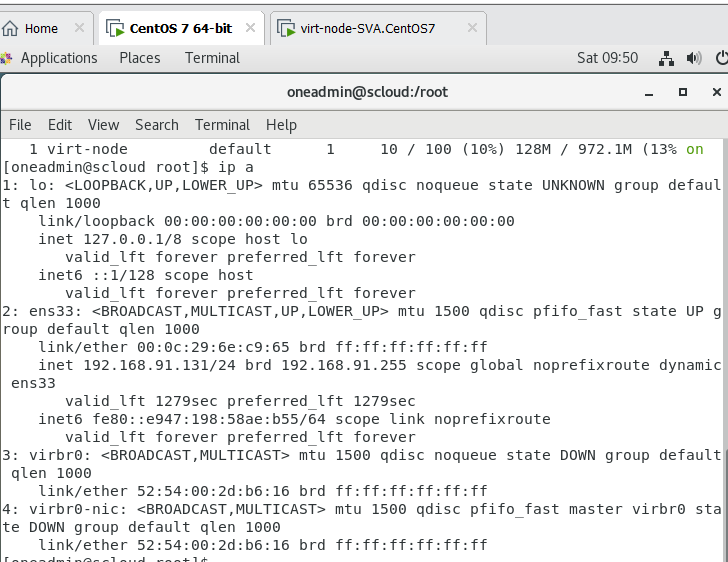 Home
CentOS 7 64-bit
virt-node-SVA.CentOS7
Applications Places Terminal Sat 09:50
oneadmin@scloud:/root
File Edit View Search Terminal Help
1 virt-node default 1 10 / 100 (10%) 128M / 972.1M (13% on
[oneadmin@scloud root]$ ip a
1: lo: <LOOPBACK,UP,LOWER_UP> mtu 65536 qdisc noqueue state UNKNOWN group defaul
t qlen 1000
link/loopback 00:00:00:00:00:00 brd 00:00:00:00:00:00
inet 127.0.0.1/8 scope host lo
valid_lft forever preferred_lft forever
inet6 ::1/128 scope host
valid_lft forever preferred_lft forever
2: ens33: <BROADCAST,MULTICAST,UP,LOWER_UP> mtu 1500 qdisc pfifo_fast state UP g
roup default qlen 1000
link/ether 00:0c:29:6e:c9:65 brd ff:ff:ff:ff:ff:ff
inet 192.168.91.131/24 brd 192.168.91.255 scope global noprefixroute dynamic
ens33
valid_lft 1279sec preferred_lft 1279sec
inet6 fe80::e947:198:58ae:b55/64 scope link noprefixroute
valid_lft forever preferred_lft forever
3: virbr0: <BROADCAST,MULTICAST> mtu 1500 qdisc noqueue state DOWN group default
qlen 1000
link/ether 52:54:00:2d:b6:16 brd ff:ff:ff:ff:ff:ff
4: virbr0-nic: <BROADCAST,MULTICAST> mtu 1500 qdisc pfifo_fast master virbr0 sta
te DOWN group default qlen 1000
link/ether 52:54:00:2d:b6:16 brd ff:ff:ff:ff:ff:ff
[oneadmin@scloud root]$